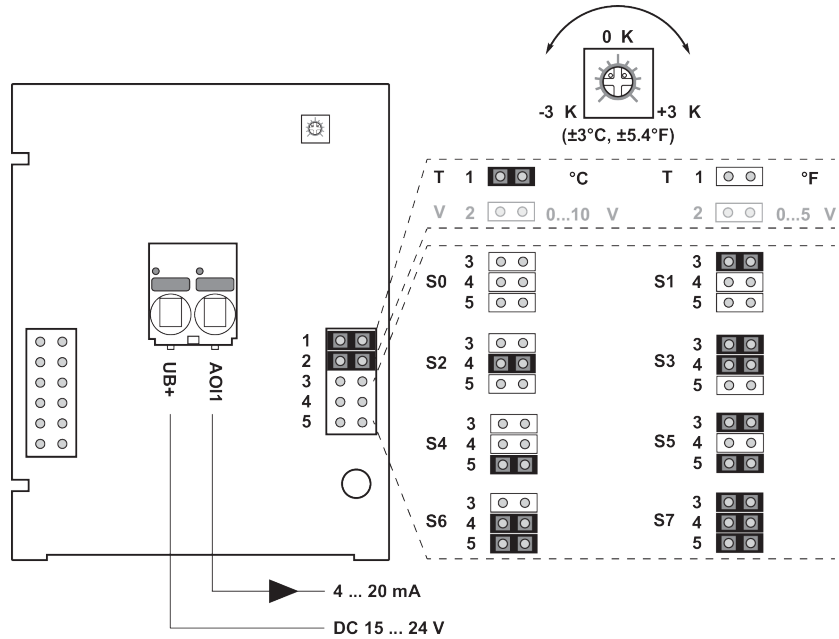 0 K
-3 K +3 K
(±3°C, ±5.4°F)
T 1 °C T 1 °F
V 2 0...10 V 2 0...5 V
S0 3 4 5 S1 3 4 5
S2 3 4 5 S3 3 4 5
S4 3 4 5 S5 3 4 5
S6 3 4 5 S7 3 4 5
1
2
3
4
5
UB+
AOI1
4 ... 20 mA
DC 15 ... 24 V